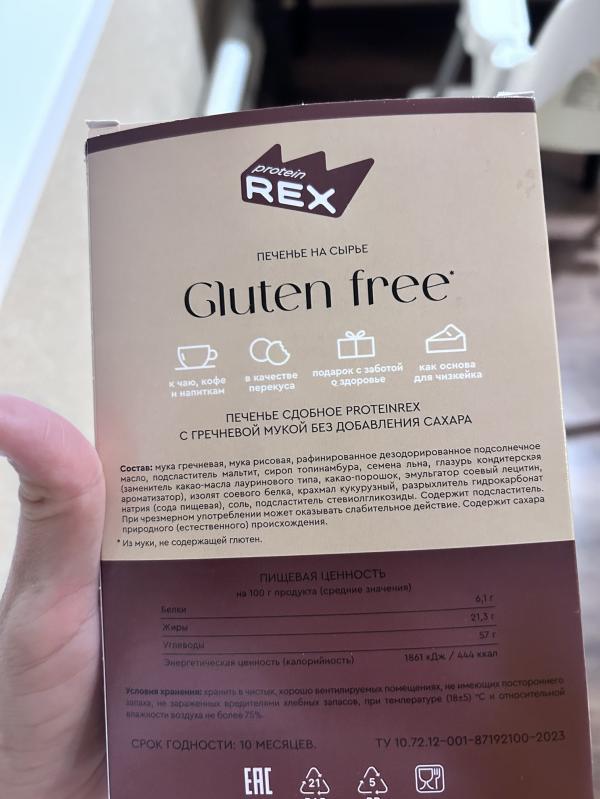 protein
REX
ПЕЧЕНЬЕ НА СЫРЬЕ
Gluten free*
к чаю, кофе
и напиткам
в качестве
перекуса
подарок с заботой
о здоровье
как основа
для чизкейка
ПЕЧЕНЬЕ СДОБНОЕ PROTEINREX
С ГРЕЧНЕВОЙ МУКОЙ БЕЗ ДОБАВЛЕНИЯ САХАРА
Состав: мука гречневая, мука рисовая, рафинированное дезодорированное подсолнечное
масло, подсластитель мальтит, сироп топинамбура, семена льна, глазурь кондитерская
(заменитель какао-масла лауринового типа, какао-порошок, эмульгатор соевый лецитин,
ароматизатор), изолят соевого белка, крахмал кукурузный, разрыхлитель гидрокарбонат
натрия (сода пищевая), соль, подсластитель стевиолгликозиды. Содержит подсластитель.
При чрезмерном употреблении может оказывать слабительное действие. Содержит сахара
природного (естественного) происхождения.
* Из муки, не содержащей глютен.
ПИЩЕВАЯ ЦЕННОСТЬ
на 100 г продукта (средние значения)
Белки 6,1 г
Жиры 21,3 г
Углеводы 57 г
Энергетическая ценность (калорийность) 1861 кДж / 444 ккал
Условия хранения: хранить в чистых, хорошо вентилируемых помещениях, не имеющих постороннего
запаха, не зараженных вредителями хлебных запасов, при температуре (18±5) °С и относительной
влажности воздуха не более 75%.
СРОК ГОДНОСТИ: 10 МЕСЯЦЕВ. ТУ 10.72.12-001-87192100-2023
EAC 21 5